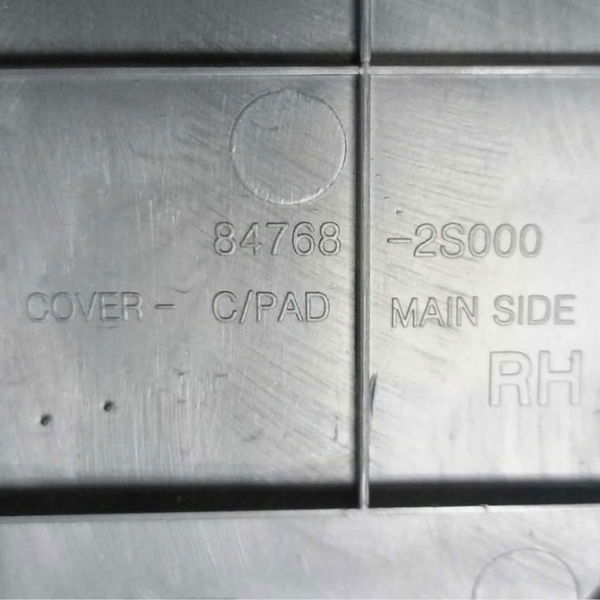 84768-2S000
COVER- C/PAD MAIN SIDE
RH